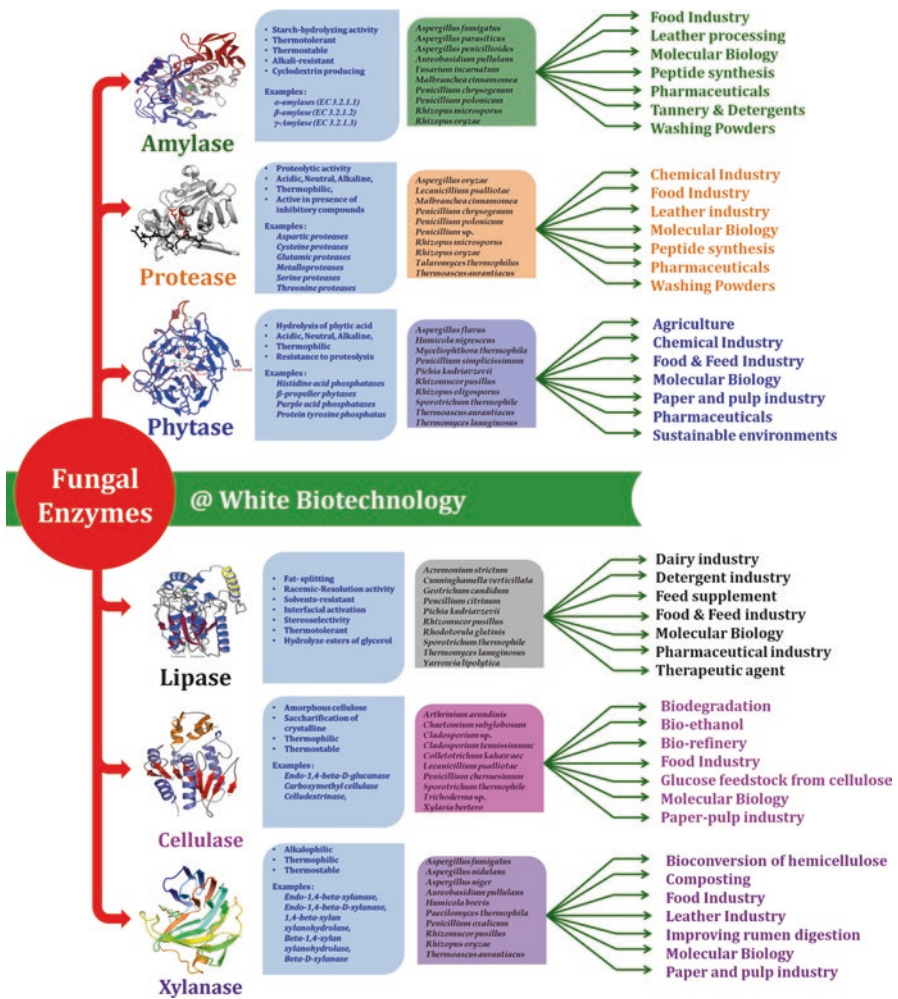 • Starch-hydrolyzing activity
• Thermotolerant
• Thermostable
• Alkali-resistant
• Cyclodextrin producing
Examples :
α-amylases (EC 3.2.1.1)
β-amylase (EC 3.2.1.2)
γ-Amylase (EC 3.2.1.3)
Aspergillus fumigatus
Aspergillus parasiticus
Aspergillus penicillioides
Aureobasidium pullulans
Fusarium incarnatum
Malbranchea cinnamomea
Penicillium chrysogenum
Penicillium polonicum
Rhizopus microsporus
Rhizopus oryzae
Food Industry
Leather processing
Molecular Biology
Peptide synthesis
Pharmaceuticals
Tannery & Detergents
Washing Powders
Amylase
• Proteolytic activity
• Acidic, Neutral, Alkaline,
• Thermophilic,
• Active in presence of
inhibitory compounds
Examples :
Aspartic proteases
Cysteine proteases
Glutamic proteases
Metalloproteases
Serine proteases
Threonine proteases
Aspergillus oryzae
Lecanicillium psalliotae
Malbranchea cinnamomea
Penicillium chrysogenum
Penicillium polonicum
Penicillium sp.
Rhizopus microsporus
Rhizopus oryzae
Talaromyces thermophilus
Thermoascus aurantiacus
Chemical Industry
Food Industry
Leather industry
Molecular Biology
Peptide synthesis
Pharmaceuticals
Washing Powders
Protease
• Hydrolysis of phytic acid
• Acidic, Neutral, Alkaline,
• Thermophilic
• Resistance to proteolysis
Examples :
Histidine acid phosphatases
β-propeller phytases
Purple acid phosphatases
Protein tyrosine phosphatas
Aspergillus flavus
Humicola nigrescens
Myceliophthora thermophila
Penicillium simplicissimum
Pichia kudriavzevii
Rhizomucor pusillus
Rhizopus oligosporus
Sporotrichum thermophile
Thermoascus aurantiacus
Thermomyces lanuginosus
Agriculture
Chemical Industry
Food & Feed Industry
Molecular Biology
Paper and pulp industry
Pharmaceuticals
Sustainable environments
Phytase
Fungal
Enzymes
@ White Biotechnology
• Fat- splitting
• Racemic-Resolution activity
• Solvents-resistant
• Interfacial activation
• Stereoselectivity
• Thermotolerant
• Hydrolyze esters of glycerol
Acremonium strictum
Cunninghamella verticillata
Geotrichum candidum
Pencillium citrinum
Pichia kudriavzevii
Rhizomucor pusillus
Rhodotorula glutinis
Sporotrichum thermophile
Thermomyces lanuginosus
Yarrowia lipolytica
Dairy industry
Detergent industry
Feed supplement
Food & Feed industry
Molecular Biology
Pharmaceutical industry
Therapeutic agent
Lipase
• Amorphous cellulose
• Saccharification of
crystalline
• Thermophilic
• Thermostable
Examples :
Endo-1,4-beta-D-glucanase
Carboxymethyl cellulase
Celludextrinase,
Arthrinium arundinis
Chaetomium subglobosum
Cladosporium sp.
Cladosporium
Colletotrichum kahawae
Lecanicillium psalliotae
Penicillium chermesinum
Sporotrichum thermophile
Trichoderma sp.
Xylaria bertero
Biodegradation
Bio-ethanol
Bio-refinery
Food Industry
Glucose feedstock from cellulose
Molecular Biology
Paper-pulp industry
Cellulase
• Alkalophilic
• Thermophilic
• Thermostable
Examples :
Endo-1,4-beta-xylanase,
Endo-1,4-beta-D-xylanase,
1,4-beta-xylan
xylanohydrolase,
Beta-1,4-xylan
xylanohydrolase,
Beta-D-xylanase
Aspergillus fumigatus
Aspergillus nidulans
Aspergillus niger
Aureobasidium pullulans
Humicola brevis
Paecilomyces thermophila
Penicillium oxalicum
Rhizomucor pusillus
Rhizopus oryzae
Thermoascus aurantiacus
Bioconversion of hemicellulose
Composting
Food Industry
Leather Industry
Improving rumen digestion
Molecular Biology
Paper and pulp industry
Xylanase